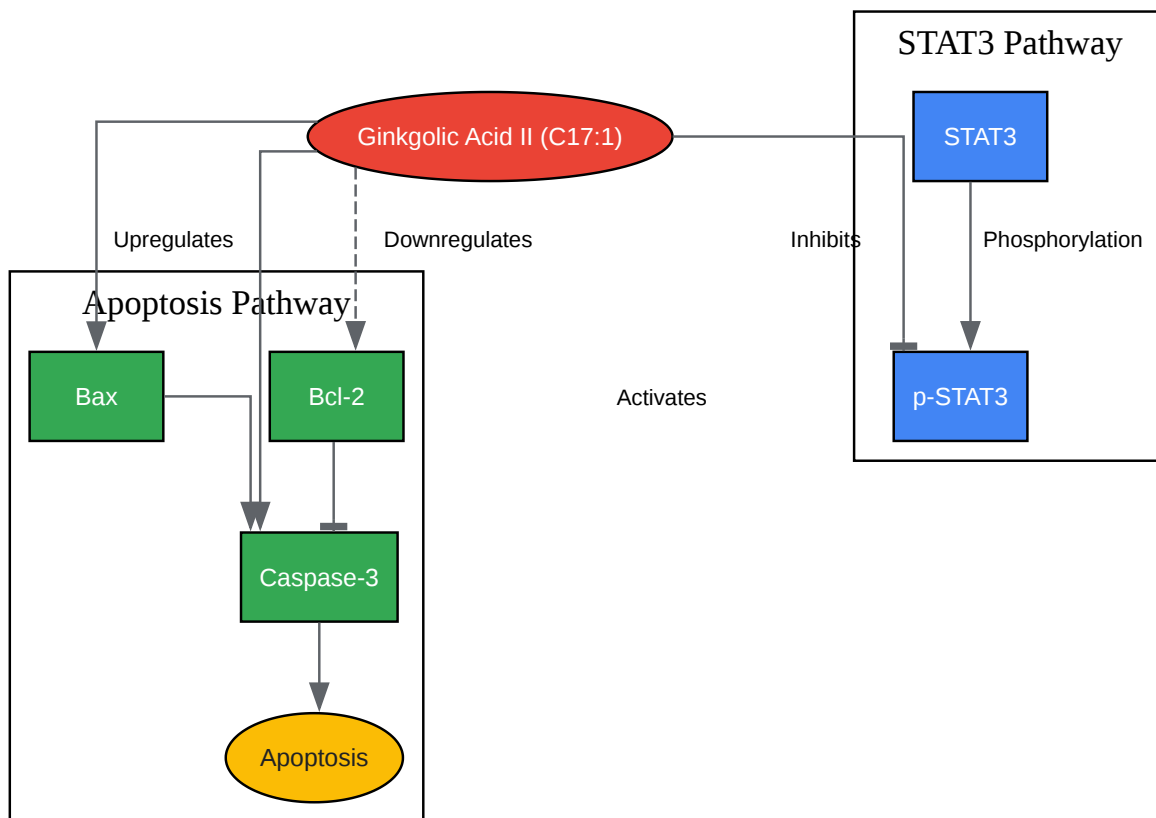 STAT3 Pathway
Ginkgolic Acid II (C17:1)
STAT3
Upregulates
Downregulates
Inhibits
Phosphorylation
Apoptosis Pathway
Bax
Bcl-2
Activates
p-STAT3
Caspase-3
Apoptosis